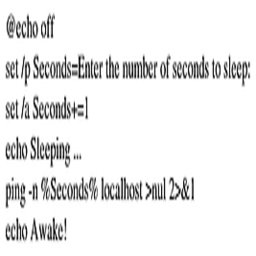 @echo off
set /p Seconds=Enter the number of seconds to sleep:
set /a Seconds+=1
echo Sleeping ...
ping -n %Seconds% localhost >nul 2>&1
echo Awake!